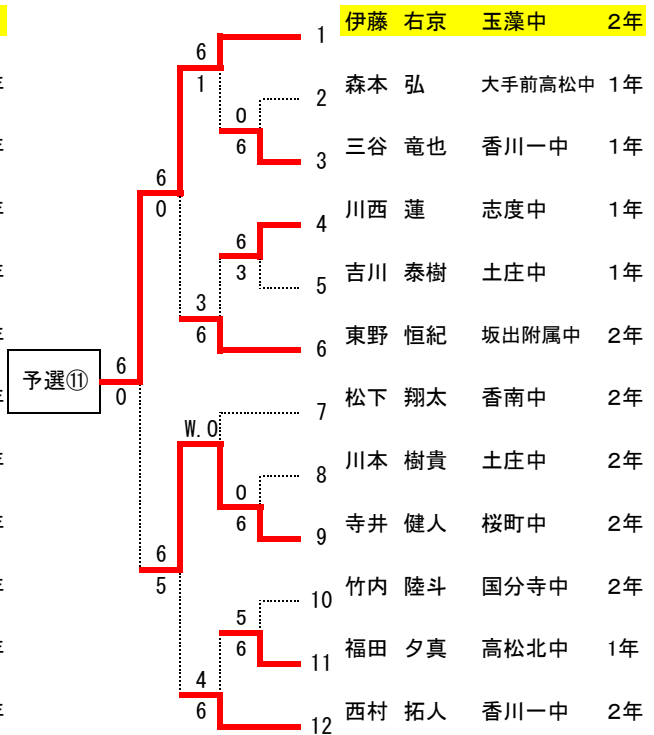 1 伊藤 右京 玉藻中 2年
6
1
2 森本 弘 大手前高松中 1年
0
6
3 三谷 竜也 香川一中 1年
6
0
4 川西 蓮 志度中 1年
6
3
5 吉川 泰樹 土庄中 1年
3
6
6 東野 恒紀 坂出附属中 2年
予選⑪
6
0
7 松下 翔太 香南中 2年
W.O
8 川本 樹貴 土庄中 2年
0
6
9 寺井 健人 桜町中 2年
6
5
10 竹内 陸斗 国分寺中 2年
5
6
11 福田 夕真 高松北中 1年
4
6
12 西村 拓人 香川一中 2年